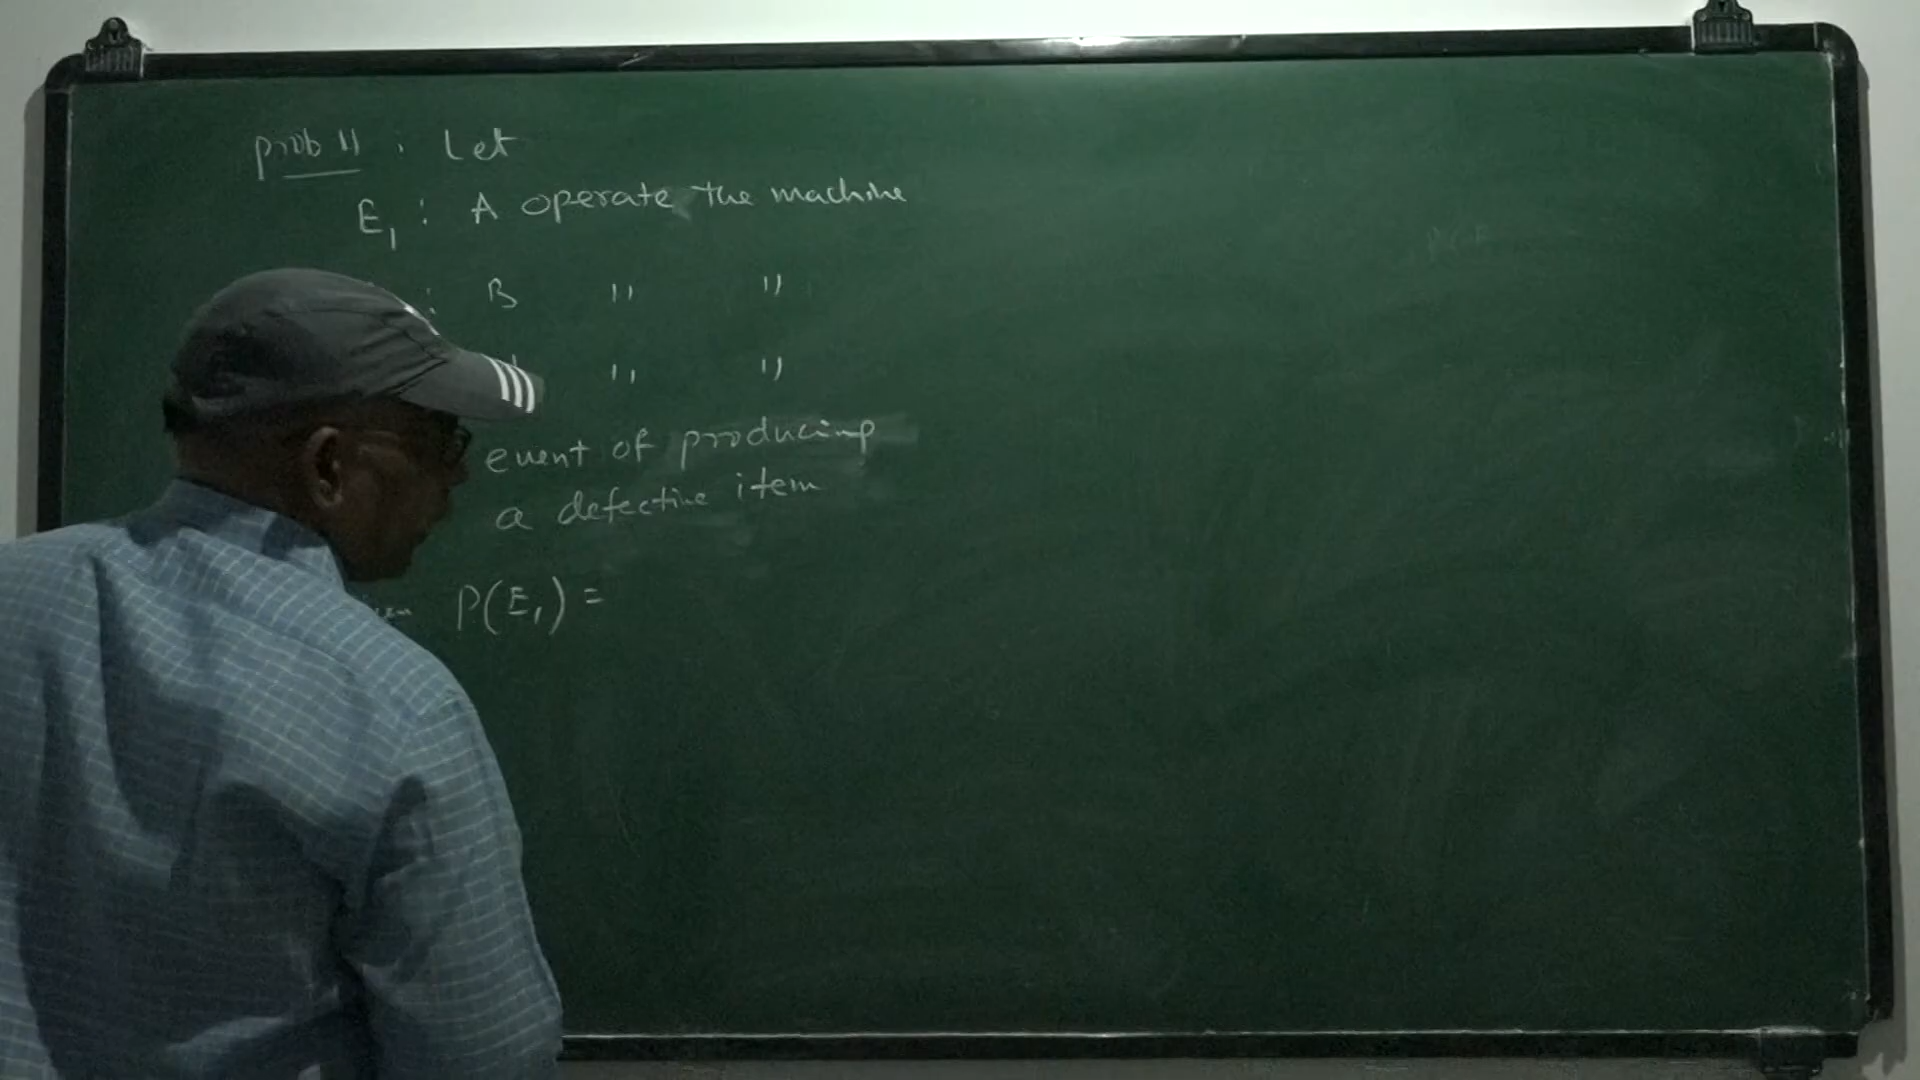 prob 11 : Let
E1 : A operate the machine
: B " "
" "
event of producing
a defective item
P(E1) =